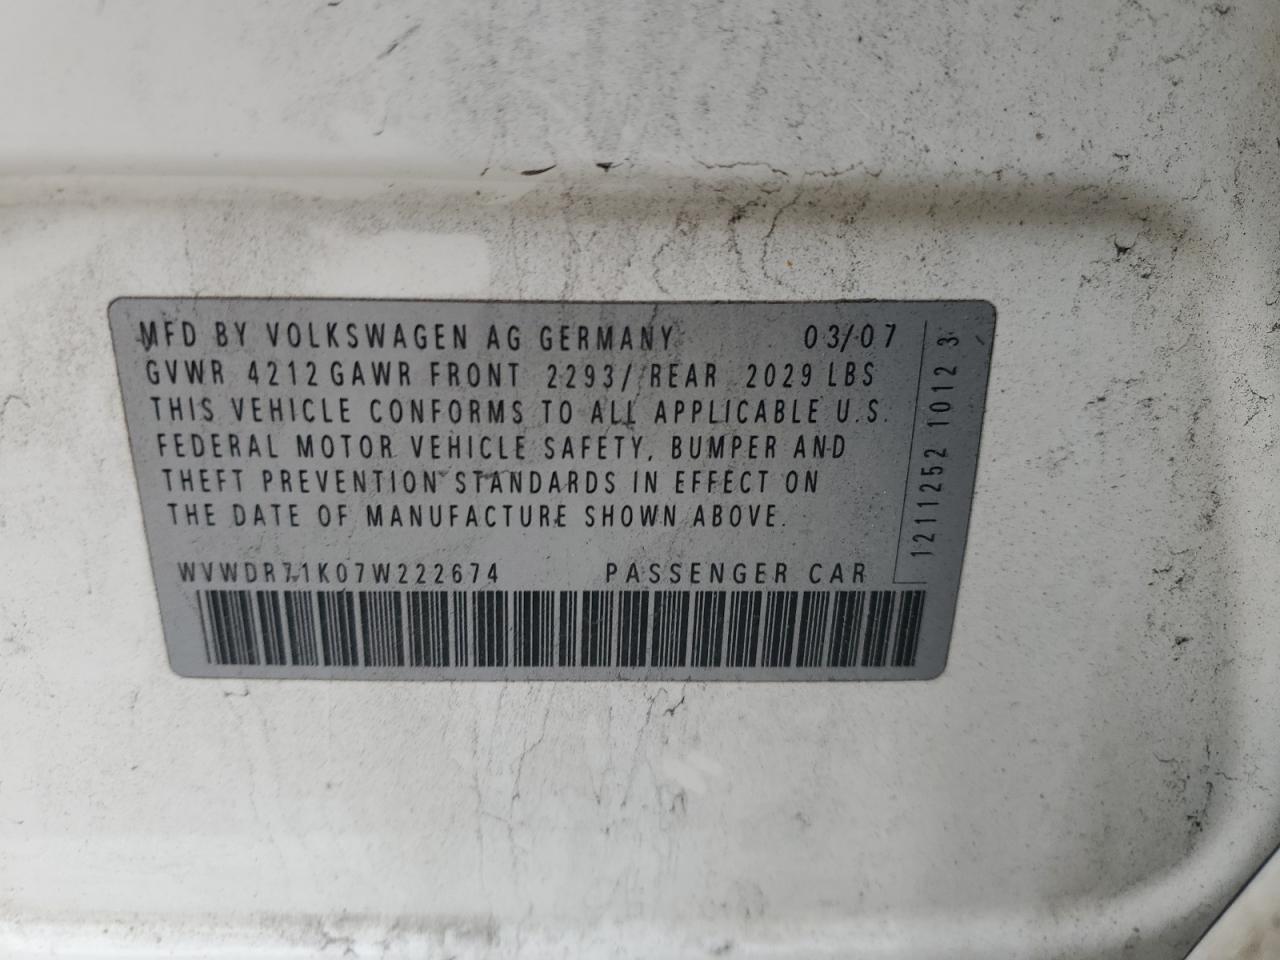 MFD BY VOLKSWAGEN AG GERMANY 03/07
GVWR 4212 GAWR FRONT 2293/ REAR 2029 LBS
THIS VEHICLE CONFORMS TO ALL APPLICABLE U.S.
FEDERAL MOTOR VEHICLE SAFETY, BUMPER AND
THEFT PREVENTION STANDARDS IN EFFECT ON
THE DATE OF MANUFACTURE SHOWN ABOVE.
WVWDR71K07W222674 PASSENGER CAR
1211252 1012 3